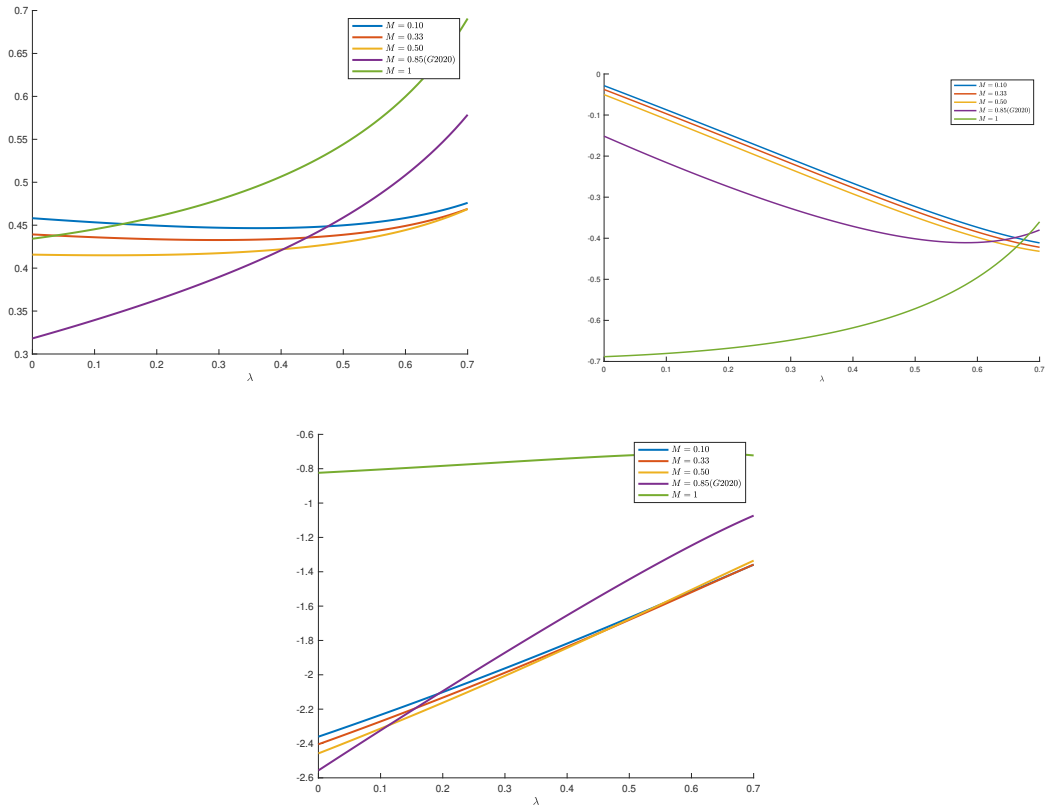 0.7
0.65
0.6
0.55
0.5
0.45
0.4
0.35
0.3
0 0.1 0.2 0.3 0.4 0.5 0.6 0.7
λ
M = 0.10
M = 0.33
M = 0.50
M = 0.85(G2020)
M = 1
0
-0.1
-0.2
-0.3
-0.4
-0.5
-0.6
-0.7
0 0.1 0.2 0.3 0.4 0.5 0.6 0.7
λ
M = 0.10
M = 0.33
M = 0.50
M = 0.85(G2020)
M = 1
-0.6
-0.8
-1
-1.2
-1.4
-1.6
-1.8
-2
-2.2
-2.4
-2.6
0 0.1 0.2 0.3 0.4 0.5 0.6 0.7
λ
M = 0.10
M = 0.33
M = 0.50
M = 0.85(G2020)
M = 1